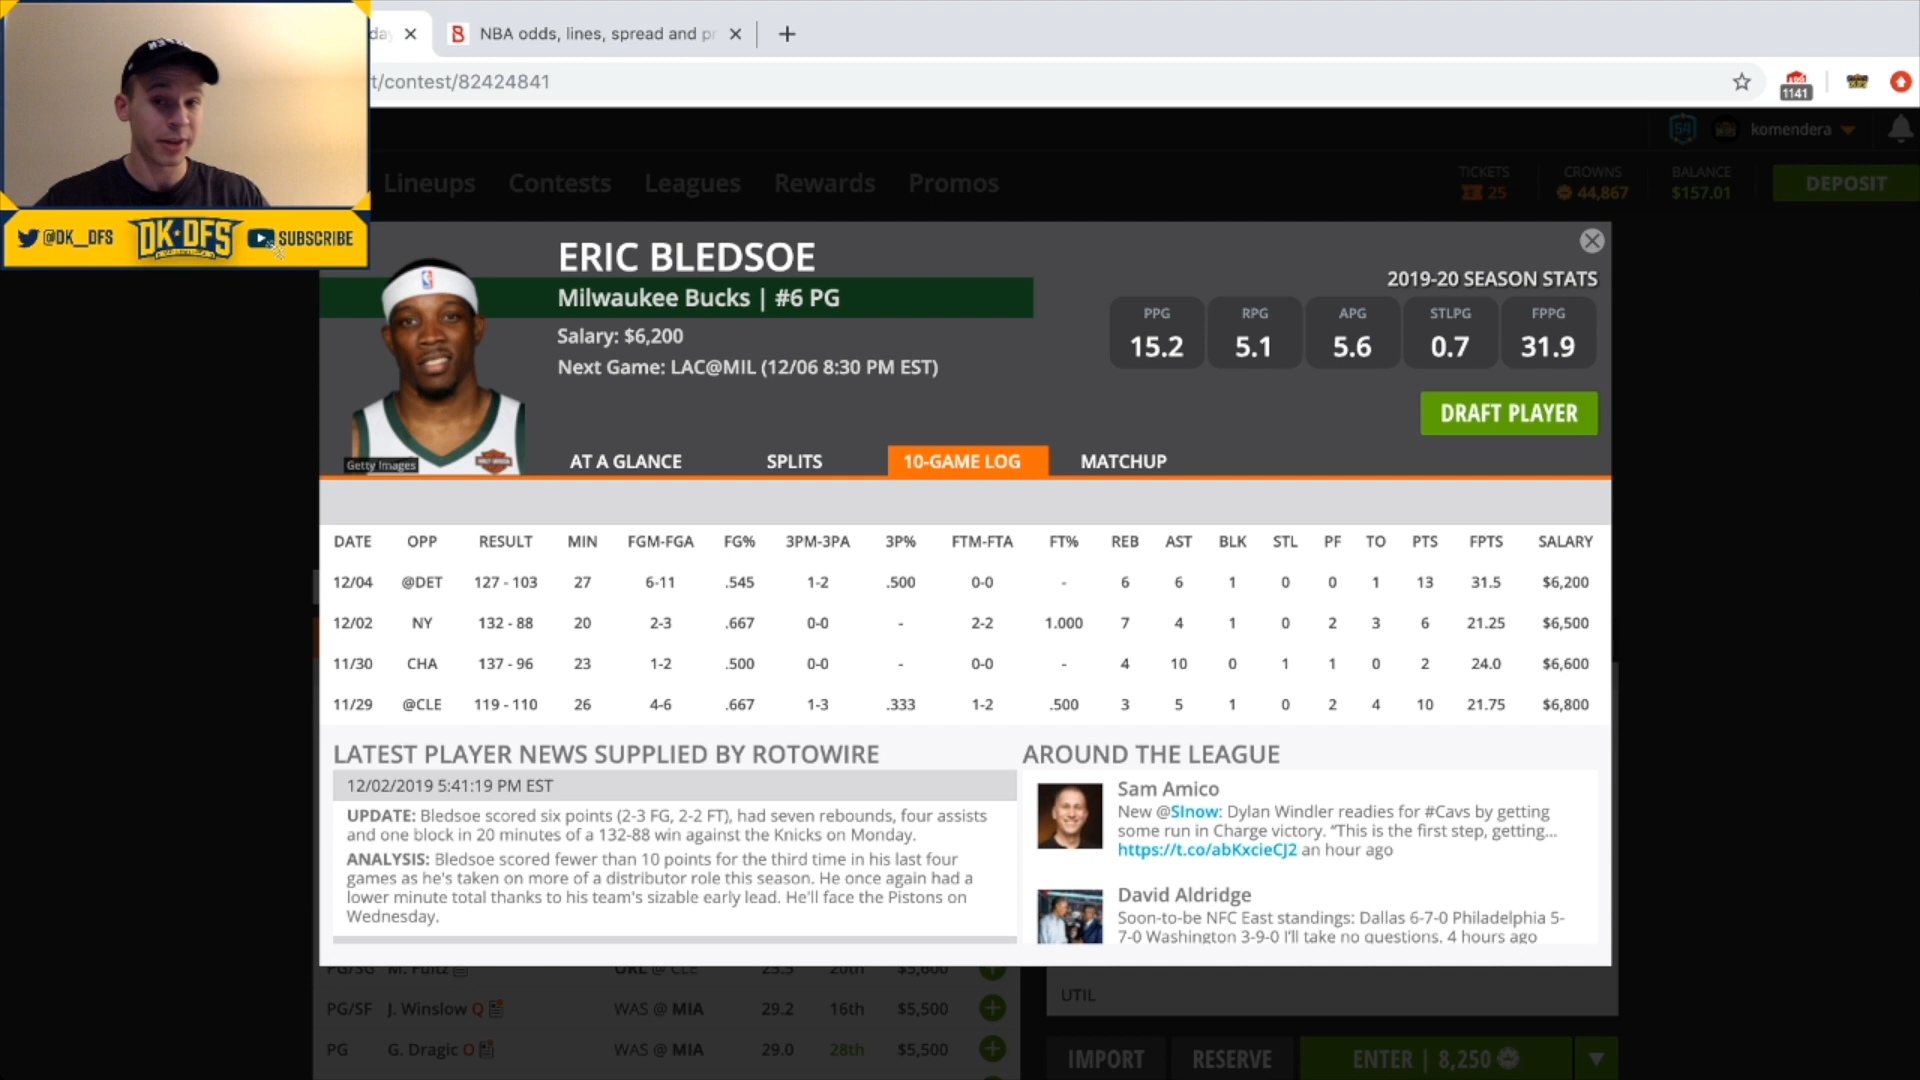 day
NBA odds, lines, spread and pr
t/contest/82424841
1141
@DK__DFS
DK★DFS
SUBSCRIBE
54
komendera
Lineups
Contests
Leagues
Rewards
Promos
TICKETS
25
CROWNS
44,867
BALANCE
$157.01
DEPOSIT
ERIC BLEDSOE
Milwaukee Bucks | #6 PG
Salary: $6,200
Next Game: LAC@MIL (12/06 8:30 PM EST)
2019-20 SEASON STATS
PPG RPG APG STLPG FPPG
15.2 5.1 5.6 0.7 31.9
DRAFT PLAYER
Getty Images
AT A GLANCE SPLITS 10-GAME LOG MATCHUP
DATE OPP RESULT MIN FGM-FGA FG% 3PM-3PA 3P% FTM-FTA FT% REB AST BLK STL PF TO PTS FPTS SALARY
12/04 @DET 127 - 103 27 6-11 .545 1-2 .500 0-0 - 6 6 1 0 0 1 13 31.5 $6,200
12/02 NY 132 - 88 20 2-3 .667 0-0 - 2-2 1.000 7 4 1 0 2 3 6 21.25 $6,500
11/30 CHA 137 - 96 23 1-2 .500 0-0 - 0-0 - 4 10 0 1 1 0 2 24.0 $6,600
11/29 @CLE 119 - 110 26 4-6 .667 1-3 .333 1-2 .500 3 5 1 0 2 4 10 21.75 $6,800
LATEST PLAYER NEWS SUPPLIED BY ROTOWIRE
12/02/2019 5:41:19 PM EST
UPDATE: Bledsoe scored six points (2-3 FG, 2-2 FT), had seven rebounds, four assists
and one block in 20 minutes of a 132-88 win against the Knicks on Monday.
ANALYSIS: Bledsoe scored fewer than 10 points for the third time in his last four
games as he's taken on more of a distributor role this season. He once again had a
lower minute total thanks to his team's sizable early lead. He'll face the Pistons on
Wednesday.
AROUND THE LEAGUE
Sam Amico
New @SInow: Dylan Windler readies for #Cavs by getting
some run in Charge victory. “This is the first step, getting...
https://t.co/abKxcieCJ2 an hour ago
David Aldridge
Soon-to-be NFC East standings: Dallas 6-7-0 Philadelphia 5-
7-0 Washington 3-9-0 I'll take no questions. 4 hours ago
PG/SG M. Fultz ORL @ CLE 23.5 20th $5,600
PG/SF J. Winslow Q WAS @ MIA 29.2 16th $5,500
PG G. Dragic O WAS @ MIA 29.0 28th $5,500
UTIL
IMPORT
RESERVE
ENTER | 8,250